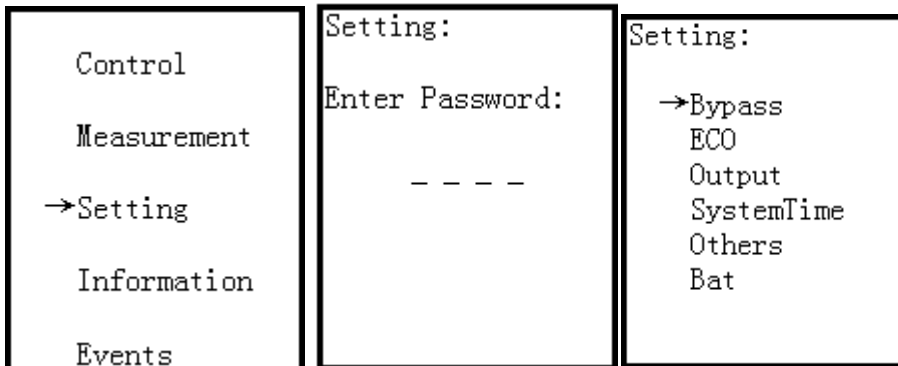 Control
Measurement
→Setting
Information
Events
Setting:
Enter Password:
_ _ _ _
Setting:
→Bypass
ECO
Output
SystemTime
Others
Bat